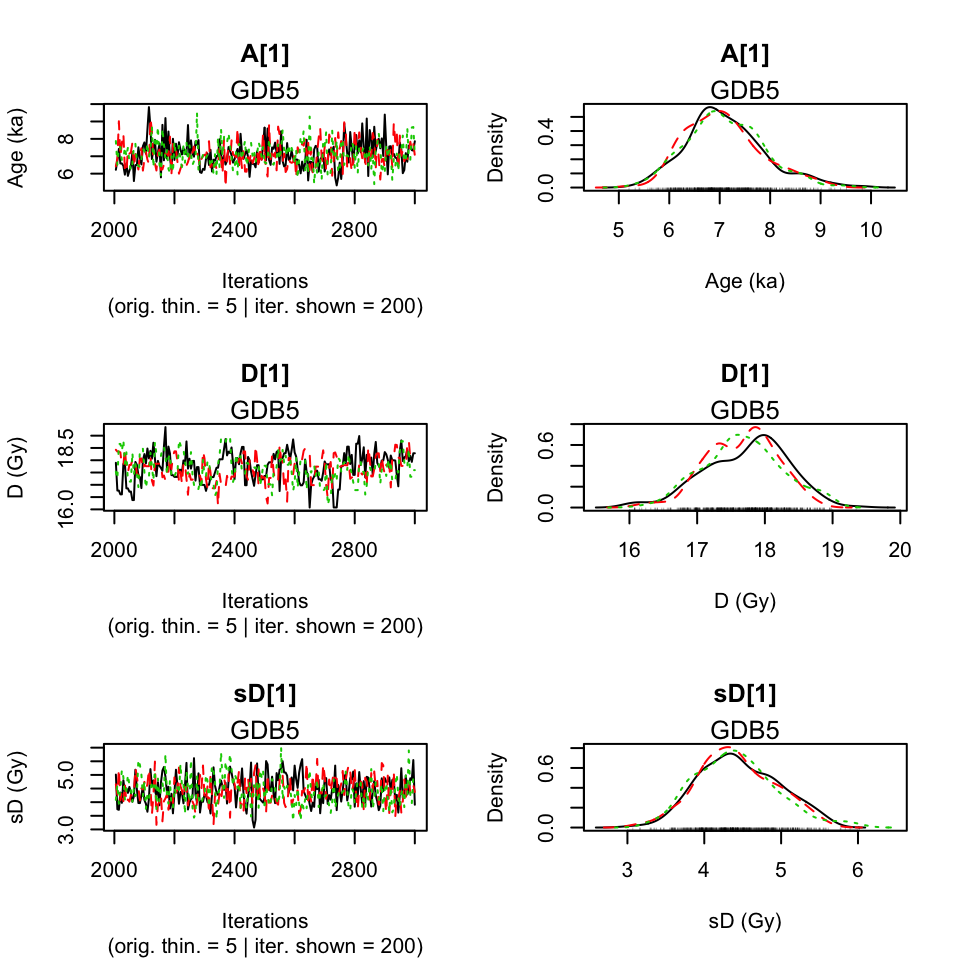 A[1]
GDB5
Age (ka)
6 8
2000 2400 2800
Iterations
(orig. thin. = 5 | iter. shown = 200)
A[1]
GDB5
Density
0.0 0.4
5 6 7 8 9 10
Age (ka)
D[1]
GDB5
D (Gy)
16.0 18.5
2000 2400 2800
Iterations
(orig. thin. = 5 | iter. shown = 200)
D[1]
GDB5
Density
0.0 0.6
16 17 18 19 20
D (Gy)
sD[1]
GDB5
sD (Gy)
3.0 5.0
2000 2400 2800
Iterations
(orig. thin. = 5 | iter. shown = 200)
sD[1]
GDB5
Density
0.0 0.6
3 4 5 6
sD (Gy)